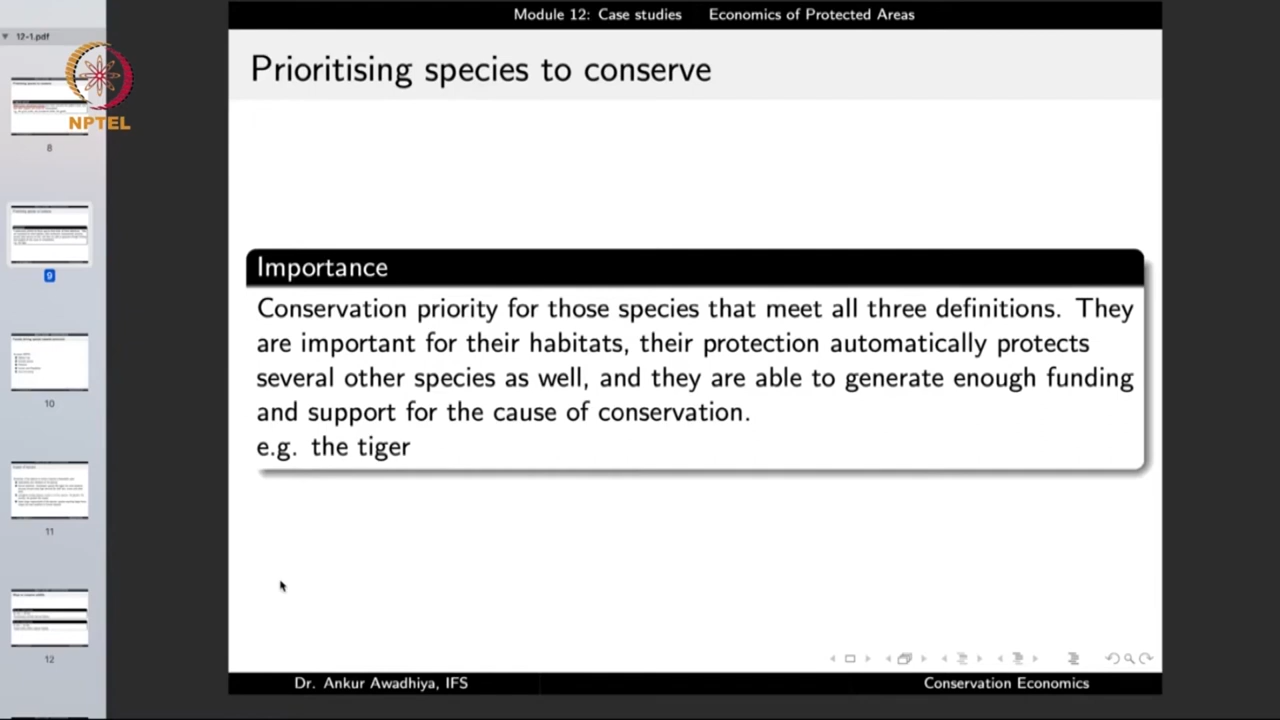 Module 12: Case studies Economics of Protected Areas
12-1.pdf
NPTEL
Prioritising species to conserve
8
9
10
11
12
Importance
Conservation priority for those species that meet all three definitions. They
are important for their habitats, their protection automatically protects
several other species as well, and they are able to generate enough funding
and support for the cause of conservation.
e.g. the tiger
Dr. Ankur Awadhiya, IFS
Conservation Economics